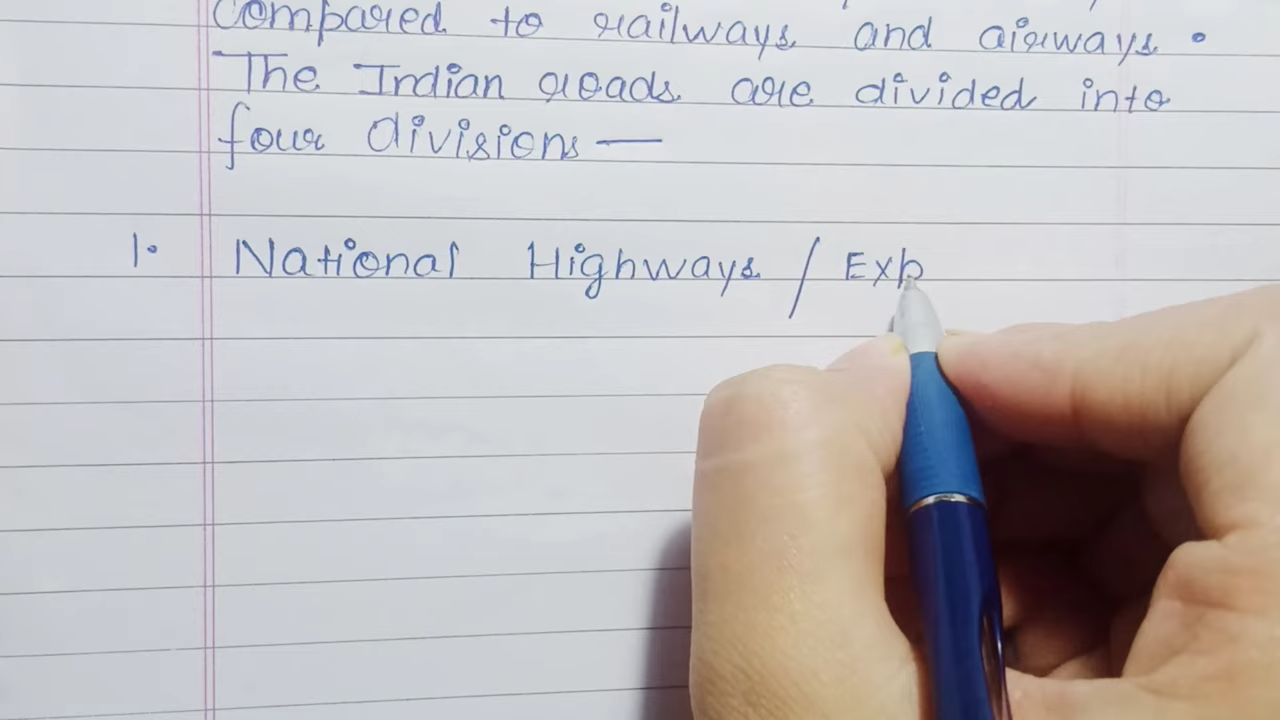 compared to railways and airways.
The Indian roads are divided into
four divisions —
1. National Highways / Exp